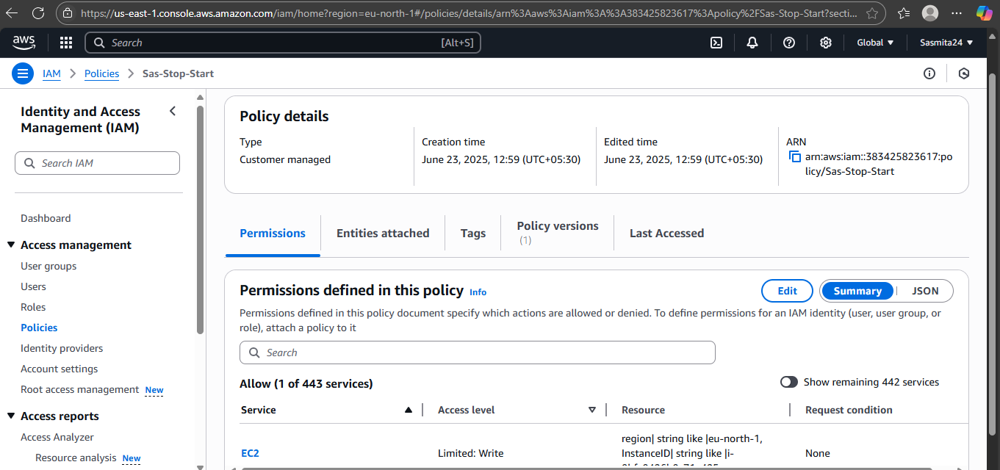 https://us-east-1.console.aws.amazon.com/iam/home?region=eu-north-1#/policies/details/arn%3Aaws%3Aiam%3A%3A383425823617%3Apolicy%2FSas-Stop-Start?secti...
aws
Search [Alt+S]
Global
Sasmita24
IAM
Policies
Sas-Stop-Start
Identity and Access
Management (IAM)
Search IAM
Dashboard
Access management
User groups
Users
Roles
Policies
Identity providers
Account settings
Root access management New
Access reports
Access Analyzer
Resource analysis New
Policy details
Type
Customer managed
Creation time
June 23, 2025, 12:59 (UTC+05:30)
Edited time
June 23, 2025, 12:59 (UTC+05:30)
ARN
arn:aws:iam::383425823617:po
licy/Sas-Stop-Start
Permissions
Entities attached
Tags
Policy versions
(1)
Last Accessed
Permissions defined in this policy Info
Edit
Summary
JSON
Permissions defined in this policy document specify which actions are allowed or denied. To define permissions for an IAM identity (user, user group, or
role), attach a policy to it
Search
Allow (1 of 443 services)
Show remaining 442 services
Service
Access level
Resource
Request condition
EC2
Limited: Write
region| string like |eu-north-1,
InstanceID| string like |i-
None